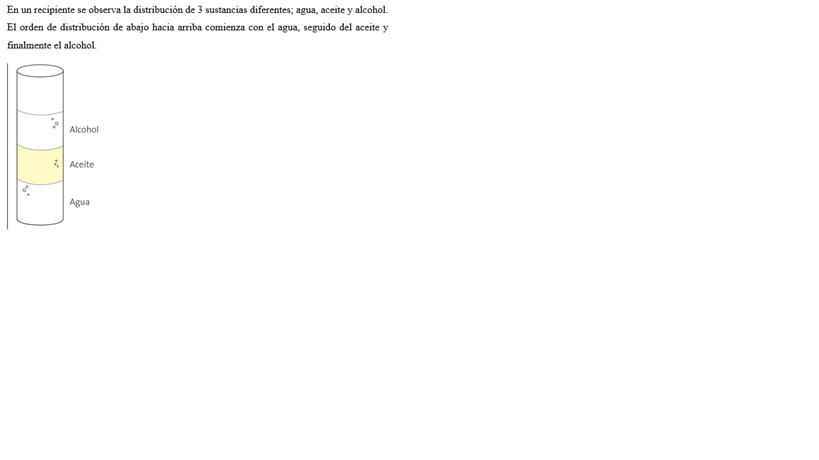 En un recipiente se observa la distribución de 3 sustancias diferentes; agua, aceite y alcohol.
El orden de distribución de abajo hacia arriba comienza con el agua, seguido del aceite y
finalmente el alcohol.
Alcohol
Aceite
Agua